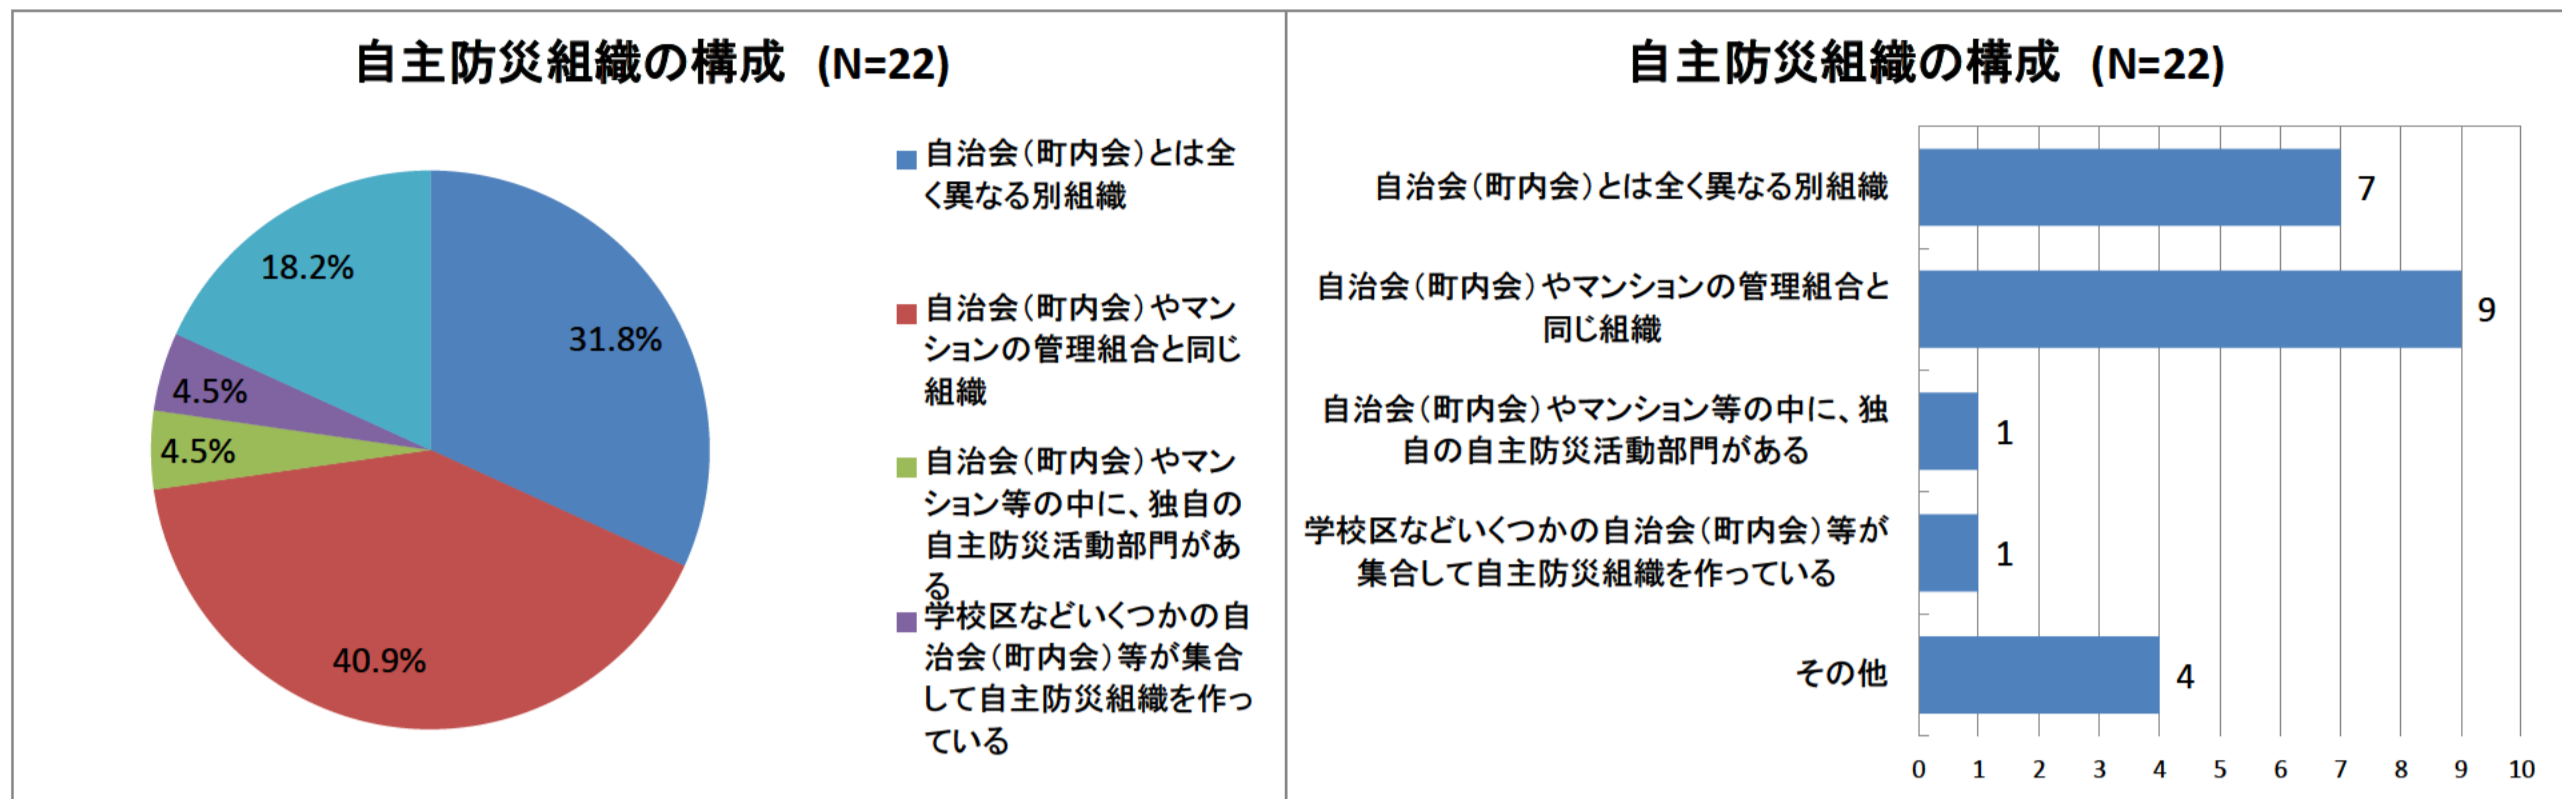 自主防災組織の構成 (N=22)
31.8%
40.9%
4.5%
4.5%
18.2%
自治会(町内会)とは全
く異なる別組織
自治会(町内会)やマン
ションの管理組合と同じ
組織
自治会(町内会)やマン
ション等の中に、独自の
自主防災活動部門があ
る
学校区などいくつかの自
治会(町内会)等が集合
して自主防災組織を作っ
ている
自主防災組織の構成 (N=22)
自治会(町内会)とは全く異なる別組織
7
自治会(町内会)やマンションの管理組合と
同じ組織
9
自治会(町内会)やマンション等の中に、独
自の自主防災活動部門がある
1
学校区などいくつかの自治会(町内会)等が
集合して自主防災組織を作っている
1
その他
4
0 1 2 3 4 5 6 7 8 9 10